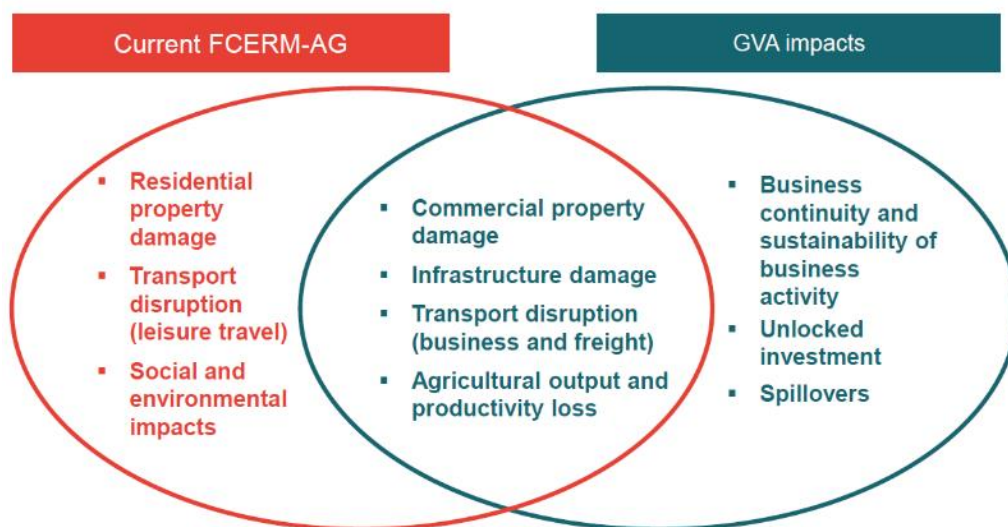 Current FCERM-AG
GVA impacts
▪ Residential
property
damage
▪ Transport
disruption
(leisure travel)
▪ Social and
environmental
impacts
▪ Commercial property
damage
▪ Infrastructure damage
▪ Transport disruption
(business and freight)
▪ Agricultural output and
productivity loss
▪ Business
continuity and
sustainability of
business
activity
▪ Unlocked
investment
▪ Spillovers